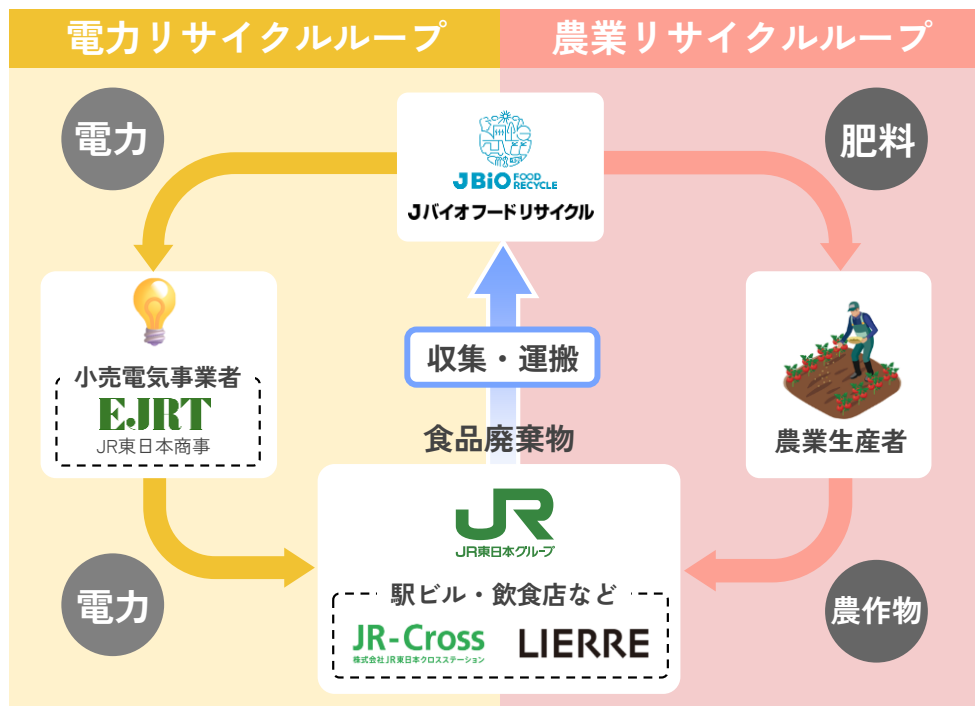 電力リサイクルループ
農業リサイクルループ
電力
肥料
J BiO FOOD RECYCLE
Jバイオフードリサイクル
収集・運搬
小売電気事業者
EJRT
JR東日本商事
食品廃棄物
農業生産者
JR
JR東日本グループ
電力
駅ビル・飲食店など
農作物
JR-Cross
株式会社JR東日本クロスステーション
LIERRE